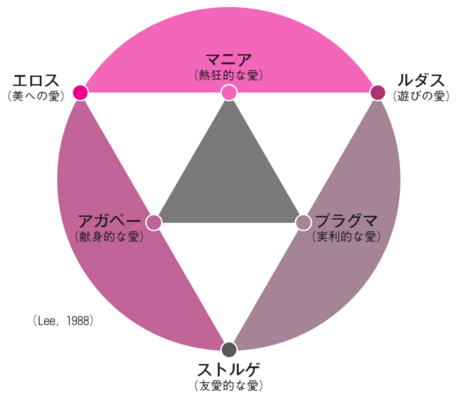 マニア
(熱狂的な愛)
エロス
(美への愛)
ルダス
(遊びの愛)
アガペー
(献身的な愛)
プラグマ
(実利的な愛)
(Lee, 1988)
ストルゲ
(友愛的な愛)